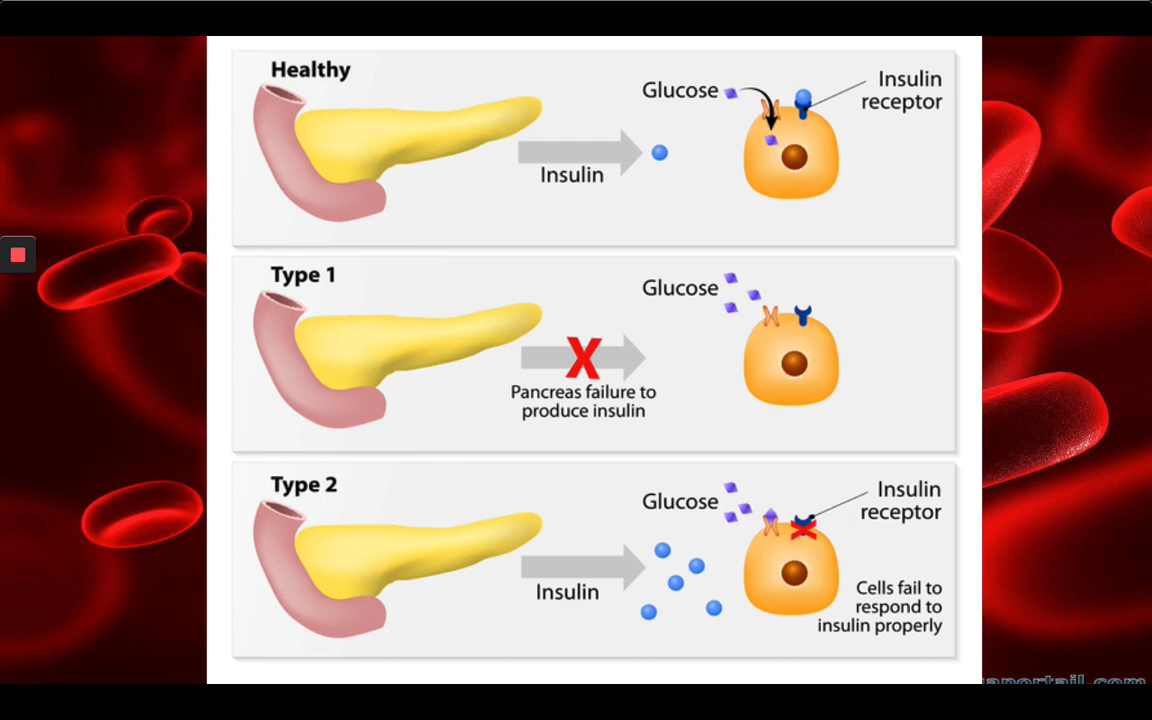 Healthy
Glucose
Insulin
receptor
Insulin
Type 1
Glucose
X
Pancreas failure to
produce insulin
Type 2
Glucose
Insulin
receptor
Insulin
Cells fail to
respond to
insulin properly